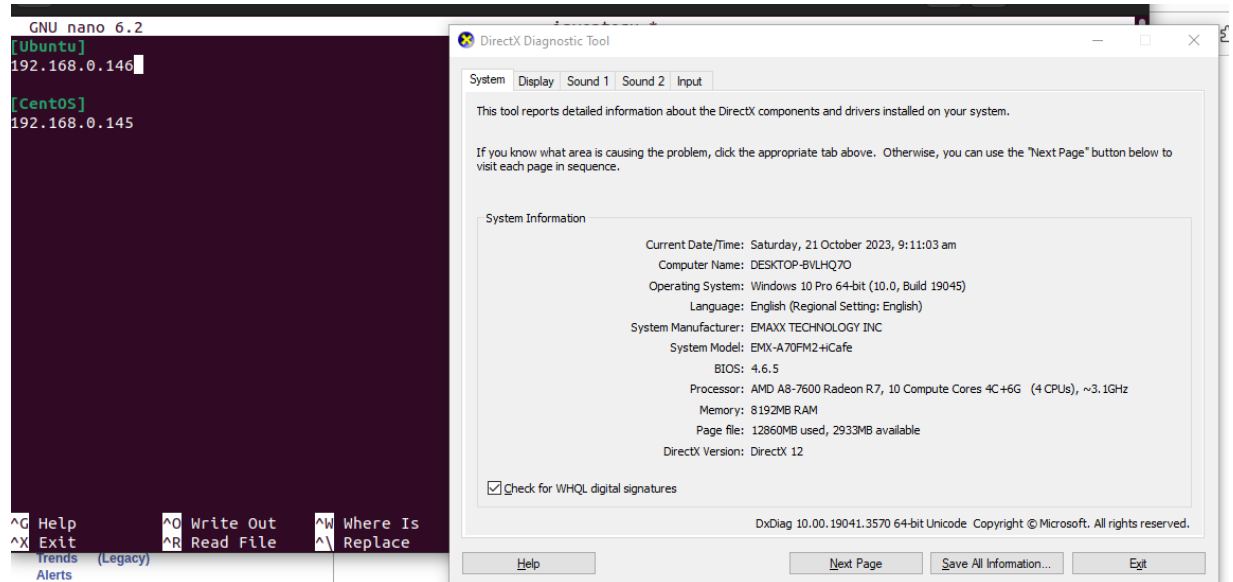 GNU nano 6.2
[Ubuntu]
192.168.0.146
[CentOS]
192.168.0.145
^G Help ^O Write Out ^W Where Is
^X Exit ^R Read File ^\ Replace
Trends (Legacy)
Alerts
DirectX Diagnostic Tool
System Display Sound 1 Sound 2 Input
This tool reports detailed information about the DirectX components and drivers installed on your system.
If you know what area is causing the problem, click the appropriate tab above. Otherwise, you can use the "Next Page" button below to
visit each page in sequence.
System Information
Current Date/Time: Saturday, 21 October 2023, 9:11:03 am
Computer Name: DESKTOP-BVLHQ7O
Operating System: Windows 10 Pro 64-bit (10.0, Build 19045)
Language: English (Regional Setting: English)
System Manufacturer: EMAXX TECHNOLOGY INC
System Model: EMX-A70FM2+iCafe
BIOS: 4.6.5
Processor: AMD A8-7600 Radeon R7, 10 Compute Cores 4C+6G (4 CPUs), ~3.1GHz
Memory: 8192MB RAM
Page file: 12860MB used, 2933MB available
DirectX Version: DirectX 12
Check for WHQL digital signatures
DxDiag 10.00.19041.3570 64-bit Unicode Copyright © Microsoft. All rights reserved.
Help Next Page Save All Information... Exit